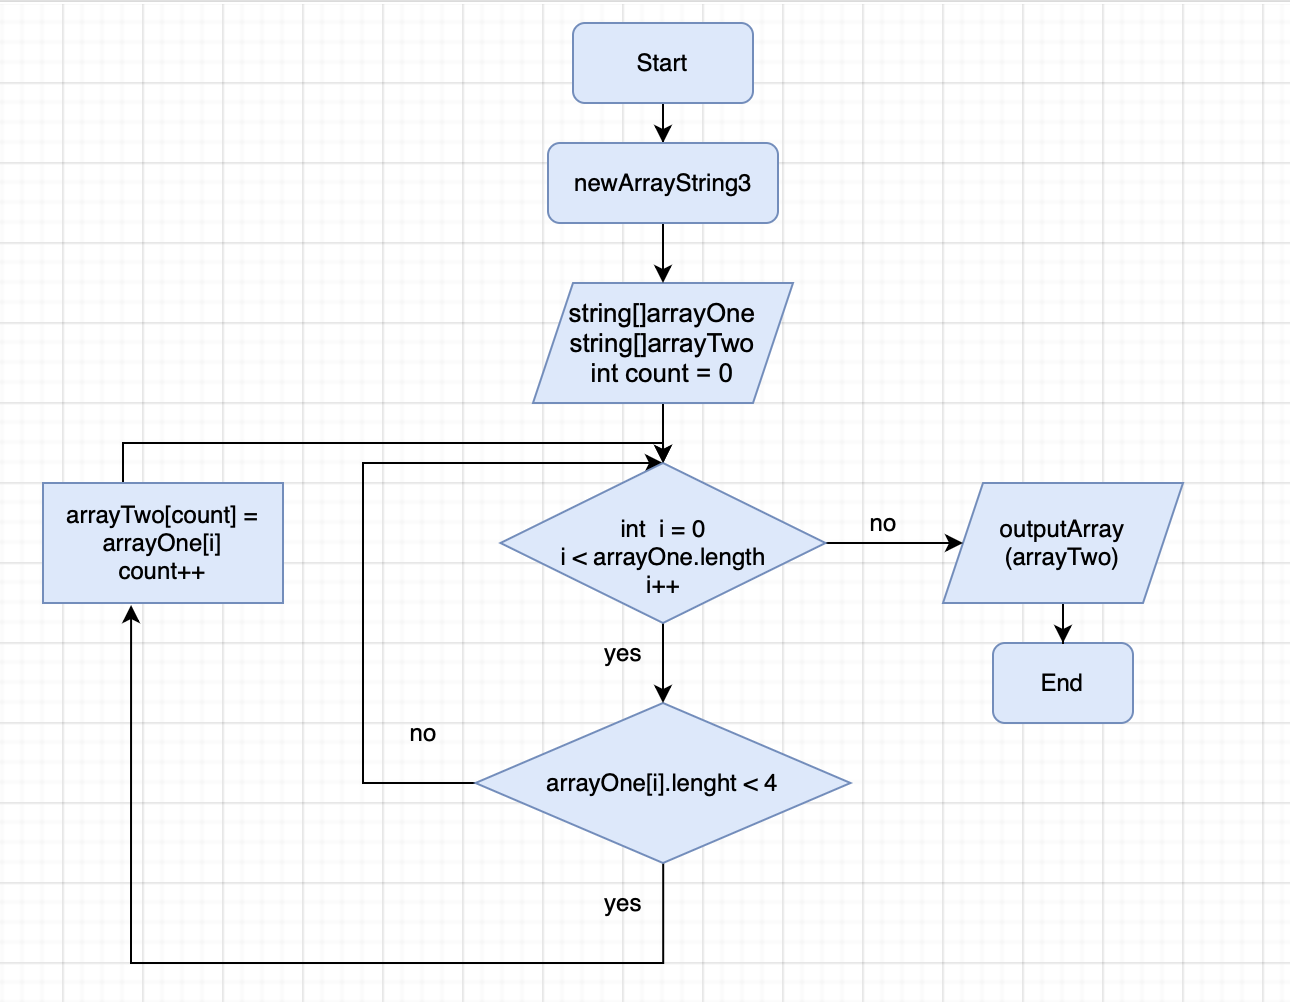 Start
newArrayString3
string[]arrayOne
string[]arrayTwo
int count = 0
arrayTwo[count] =
arrayOne[i]
count++
int  i = 0
i < arrayOne.length
i++
no
outputArray
(arrayTwo)
yes
End
no
arrayOne[i].lenght < 4
yes